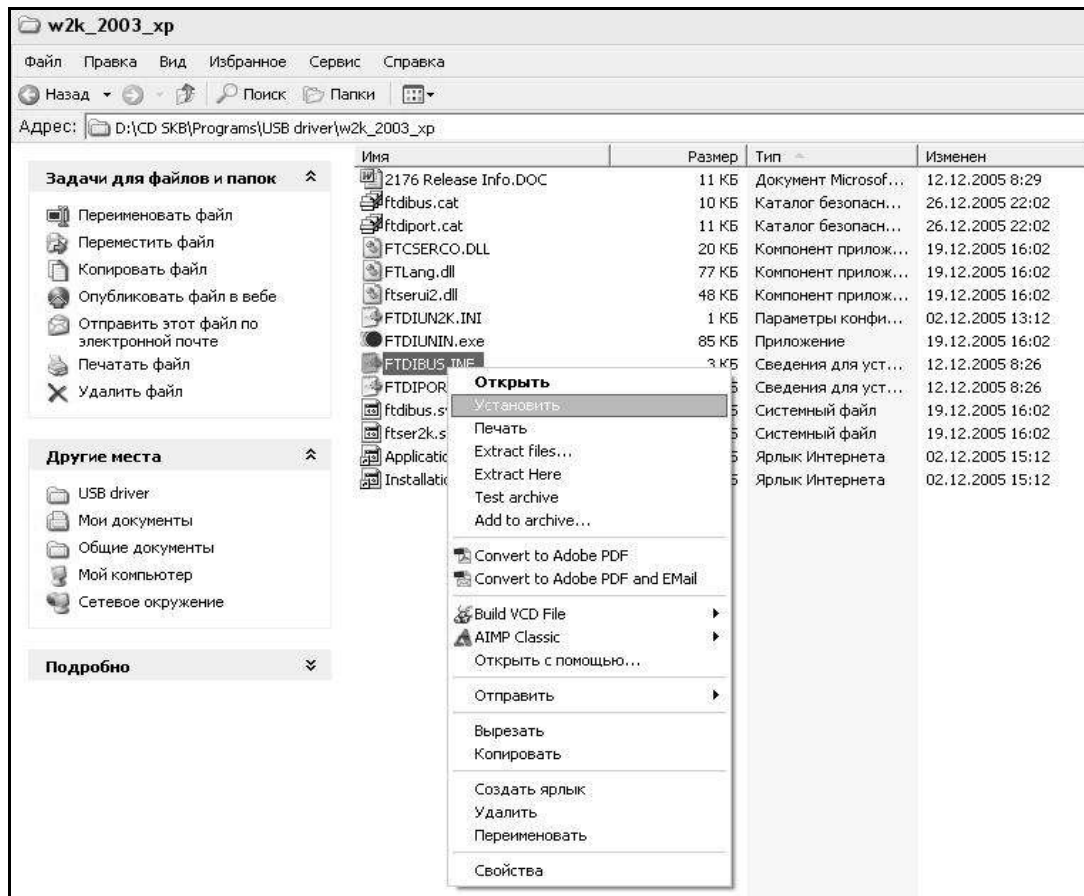 w2k_2003_xp
Файл Правка Вид Избранное Сервис Справка
Назад Поиск Папки
Адрес: D:\CD SKB\Programs\USB driver\w2k_2003_xp
Имя Размер Тип Изменен
Задачи для файлов и папок
Переименовать файл
Переместить файл
Копировать файл
Опубликовать файл в вебе
Отправить этот файл по
электронной почте
Печатать файл
Удалить файл
Другие места
USB driver
Мои документы
Общие документы
Мой компьютер
Сетевое окружение
Подробно
2176 Release Info.DOC 11 КБ Документ Microsof... 12.12.2005 8:29
ftdibus.cat 10 КБ Каталог безопасн... 26.12.2005 22:02
ftdiport.cat 11 КБ Каталог безопасн... 26.12.2005 22:02
FTCSERCO.DLL 20 КБ Компонент прилож... 19.12.2005 16:02
FTLang.dll 77 КБ Компонент прилож... 19.12.2005 16:02
ftserui2.dll 48 КБ Компонент прилож... 19.12.2005 16:02
FTDIUN2K.INI 1 КБ Параметры конфи... 02.12.2005 13:12
FTDIUNIN.exe 85 КБ Приложение 19.12.2005 16:02
FTDIBUS.INF 3 КБ Сведения для уст... 12.12.2005 8:26
FTDIPOR Сведения для уст... 12.12.2005 8:26
ftdibus.s Системный файл 19.12.2005 16:02
ftser2k.s Системный файл 19.12.2005 16:02
Applicatio Ярлык Интернета 02.12.2005 15:12
Installatio Ярлык Интернета 02.12.2005 15:12
Открыть
Установить
Печать
Extract files...
Extract Here
Test archive
Add to archive...
Convert to Adobe PDF
Convert to Adobe PDF and EMail
Build VCD File
AIMP Classic
Открыть с помощью...
Отправить
Вырезать
Копировать
Создать ярлык
Удалить
Переименовать
Свойства